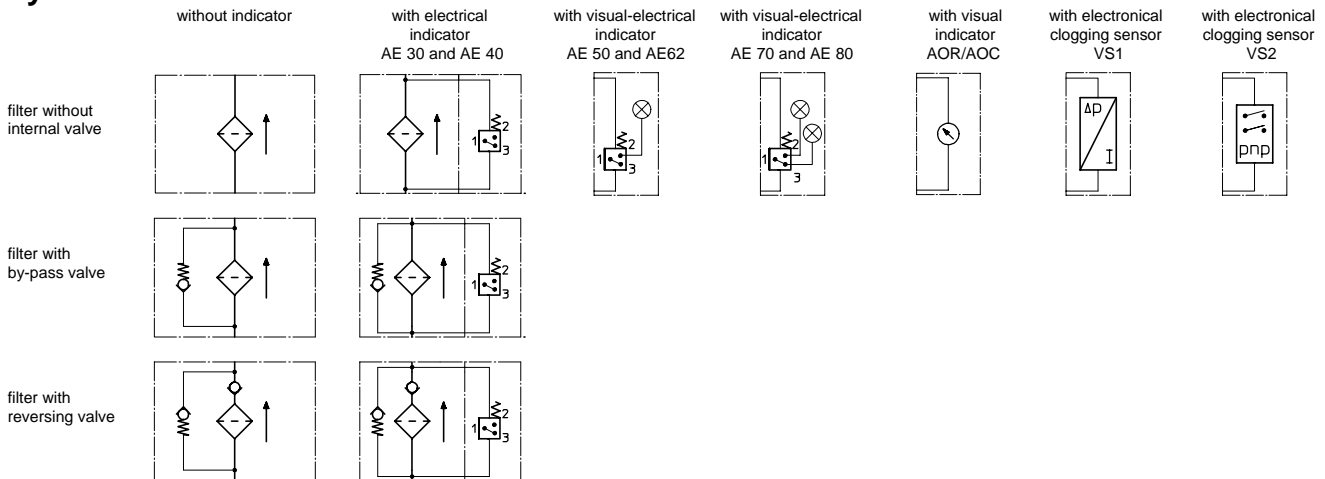 without indicator
with electrical
indicator
AE 30 and AE 40
with visual-electrical
indicator
AE 50 and AE62
with visual-electrical
indicator
AE 70 and AE 80
with visual
indicator
AOR/AOC
with electronical
clogging sensor
VS1
with electronical
clogging sensor
VS2
filter without
internal valve
1
2
3
1
2
3
1
2
3
Δp
I
pnp
filter with
by-pass valve
1
2
3
filter with
reversing valve
1
2
3